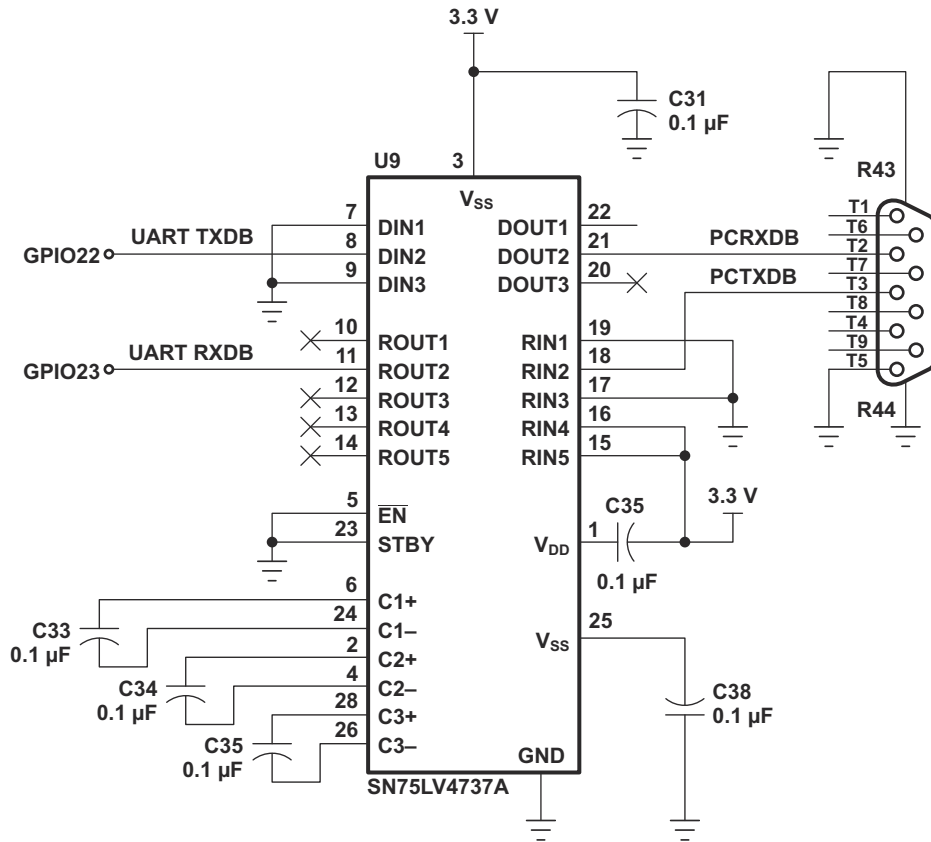 3.3 V
C31
0.1 µF
U9
3
R43
VSS
7
DIN1
DOUT1
22
T1
T6
GPIO22
UART TXDB
8
DIN2
DOUT2
21
PCRXDB
T2
9
DIN3
DOUT3
20
T7
PCTXDB
T3
T8
10
ROUT1
RIN1
19
T4
GPIO23
UART RXDB
11
ROUT2
RIN2
18
T9
T5
12
ROUT3
RIN3
17
R44
13
ROUT4
RIN4
16
14
ROUT5
RIN5
15
5
EN
C35
3.3 V
23
STBY
VDD
1
0.1 µF
6
C1+
C33
0.1 µF
24
C1–
VSS
25
2
C2+
C34
0.1 µF
4
C2–
C38
0.1 µF
28
C3+
C35
0.1 µF
26
C3–
GND
SN75LV4737A